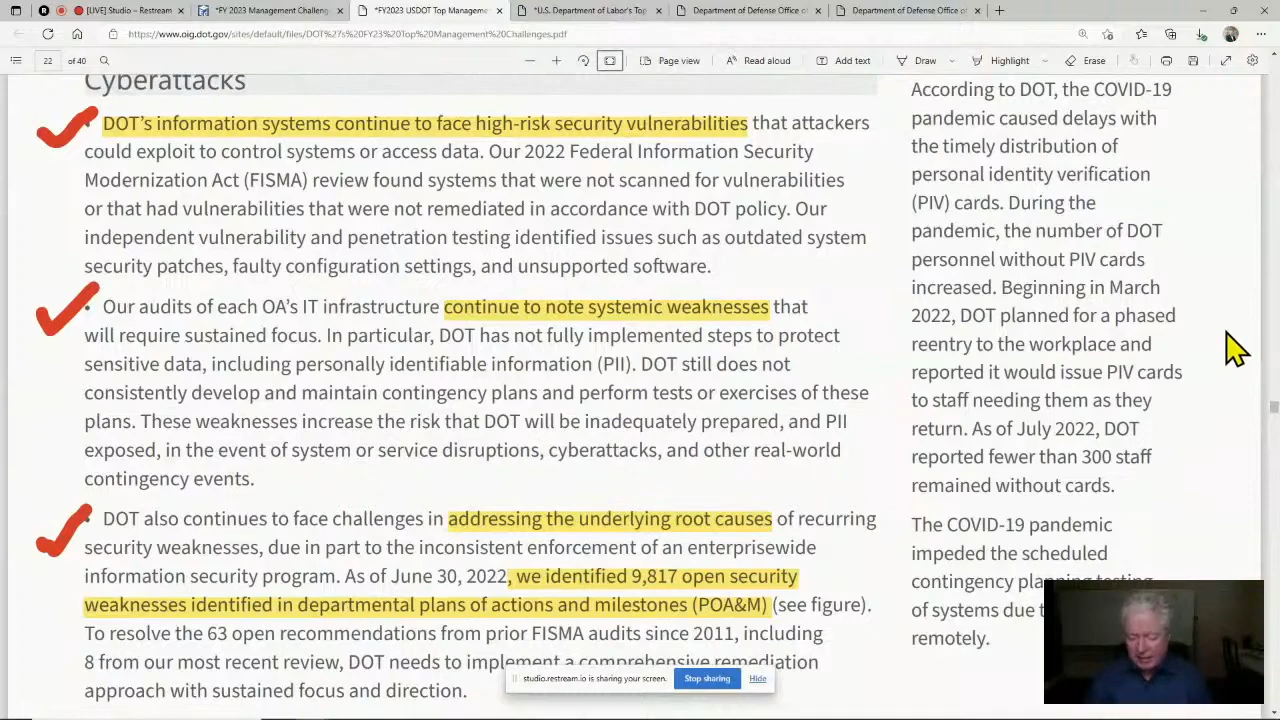 [LIVE] Studio – Restream
*FY 2023 Management Challeng
*FY2023 USDOT Top Managemen
*U.S. Department of Labor's Top
Department of Defense Office of
Department of Defense Office of
https://www.oig.dot.gov/sites/default/files/DOT%27s%20FY23%20Top%20Management%20Challenges.pdf
22 of 40
Page view
Read aloud
Add text
Draw
Highlight
Erase
Cyberattacks
• DOT's information systems continue to face high-risk security vulnerabilities that attackers
could exploit to control systems or access data. Our 2022 Federal Information Security
Modernization Act (FISMA) review found systems that were not scanned for vulnerabilities
or that had vulnerabilities that were not remediated in accordance with DOT policy. Our
independent vulnerability and penetration testing identified issues such as outdated system
security patches, faulty configuration settings, and unsupported software.
• Our audits of each OA's IT infrastructure continue to note systemic weaknesses that
will require sustained focus. In particular, DOT has not fully implemented steps to protect
sensitive data, including personally identifiable information (PII). DOT still does not
consistently develop and maintain contingency plans and perform tests or exercises of these
plans. These weaknesses increase the risk that DOT will be inadequately prepared, and PII
exposed, in the event of system or service disruptions, cyberattacks, and other real-world
contingency events.
• DOT also continues to face challenges in addressing the underlying root causes of recurring
security weaknesses, due in part to the inconsistent enforcement of an enterprisewide
information security program. As of June 30, 2022, we identified 9,817 open security
weaknesses identified in departmental plans of actions and milestones (POA&M) (see figure).
To resolve the 63 open recommendations from prior FISMA audits since 2011, including
8 from our most recent review, DOT needs to implement a comprehensive remediation
approach with sustained focus and direction.
According to DOT, the COVID-19
pandemic caused delays with
the timely distribution of
personal identity verification
(PIV) cards. During the
pandemic, the number of DOT
personnel without PIV cards
increased. Beginning in March
2022, DOT planned for a phased
reentry to the workplace and
reported it would issue PIV cards
to staff needing them as they
return. As of July 2022, DOT
reported fewer than 300 staff
remained without cards.
The COVID-19 pandemic
impeded the scheduled
contingency planning testing
of systems due t
remotely.
studio.restream.io is sharing your screen.
Stop sharing
Hide